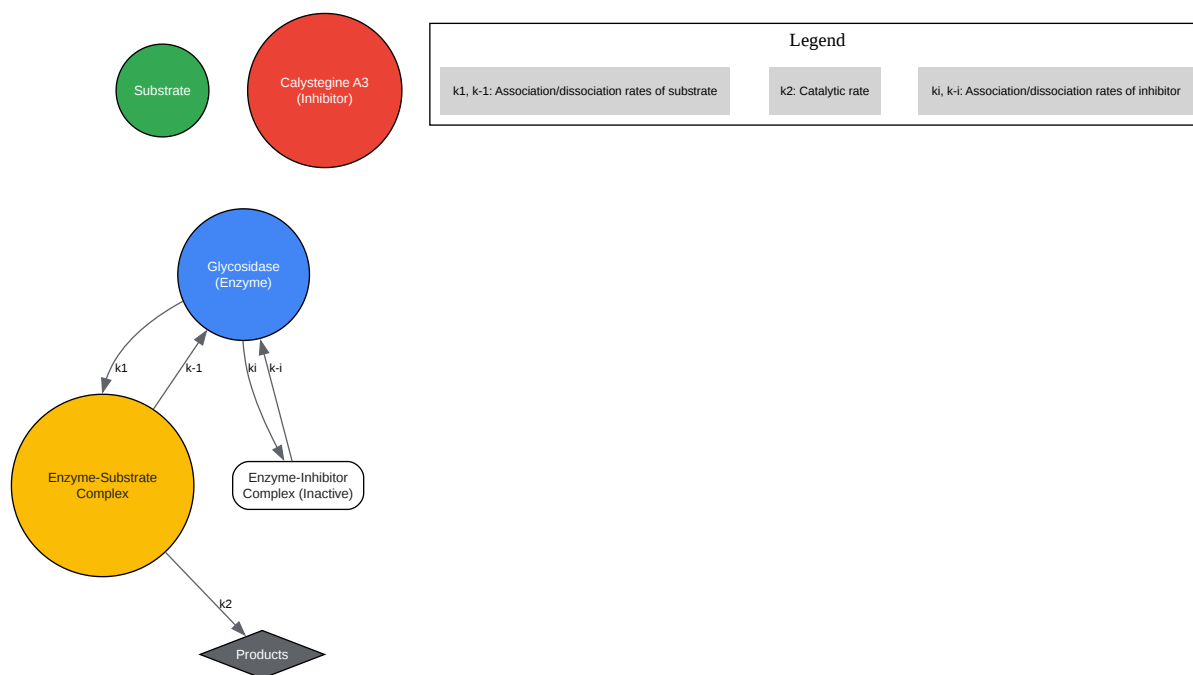 Substrate
Calystegine A3
(Inhibitor)
Legend
k1, k-1: Association/dissociation rates of substrate
k2: Catalytic rate
ki, k-i: Association/dissociation rates of inhibitor
Glycosidase
(Enzyme)
k1
k-1
ki
k-i
Enzyme-Substrate
Complex
Enzyme-Inhibitor
Complex (Inactive)
k2
Products